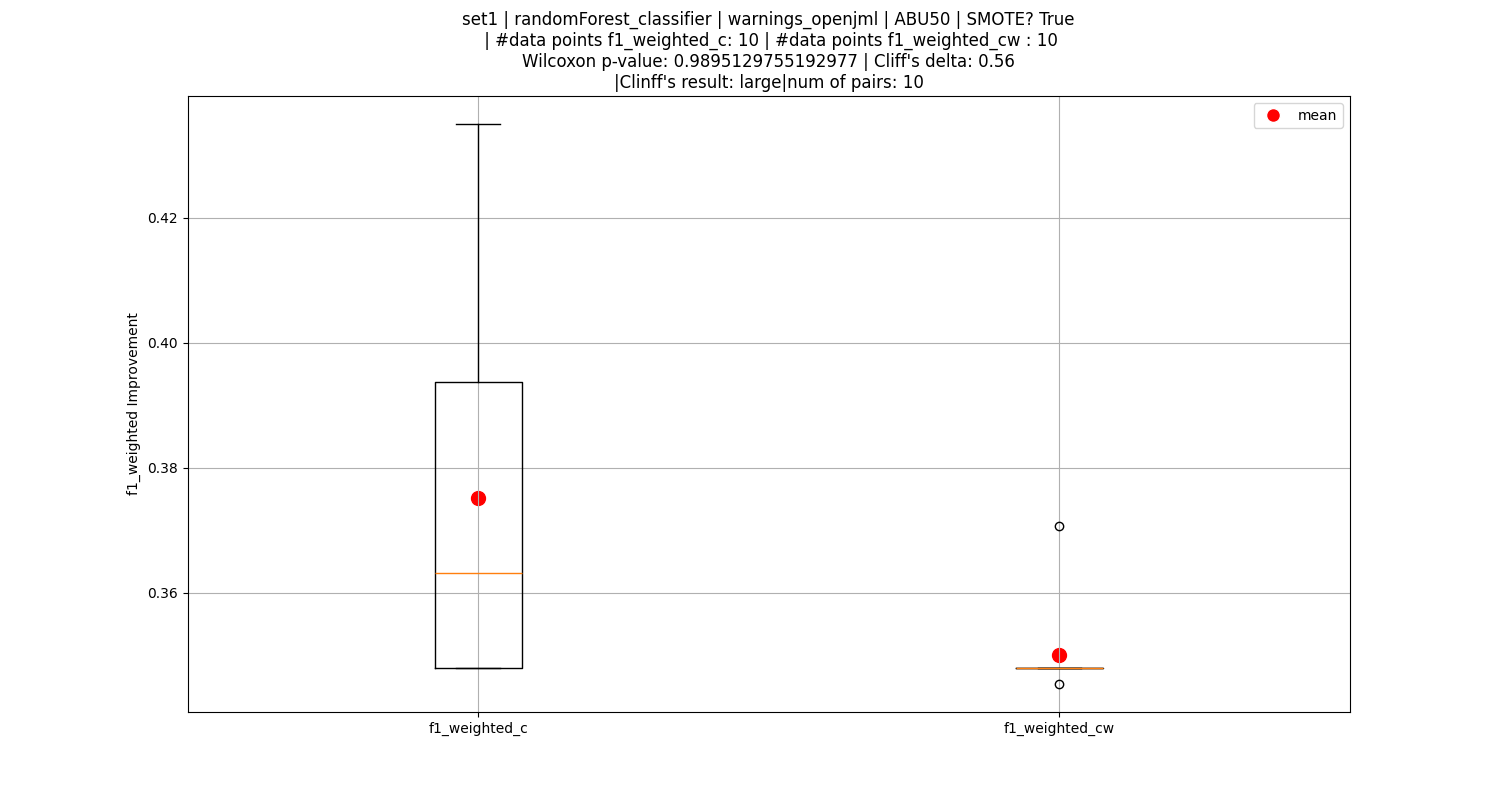 set1 | randomForest_classifier | warnings_openjml | ABU50 | SMOTE? True
| #data points f1_weighted_c: 10 | #data points f1_weighted_cw : 10
Wilcoxon p-value: 0.9895129755192977 | Cliff's delta: 0.56
|Clinff's result: large|num of pairs: 10
mean
0.42
0.40
0.38
0.36
f1_weighted Improvement
f1_weighted_c
f1_weighted_cw